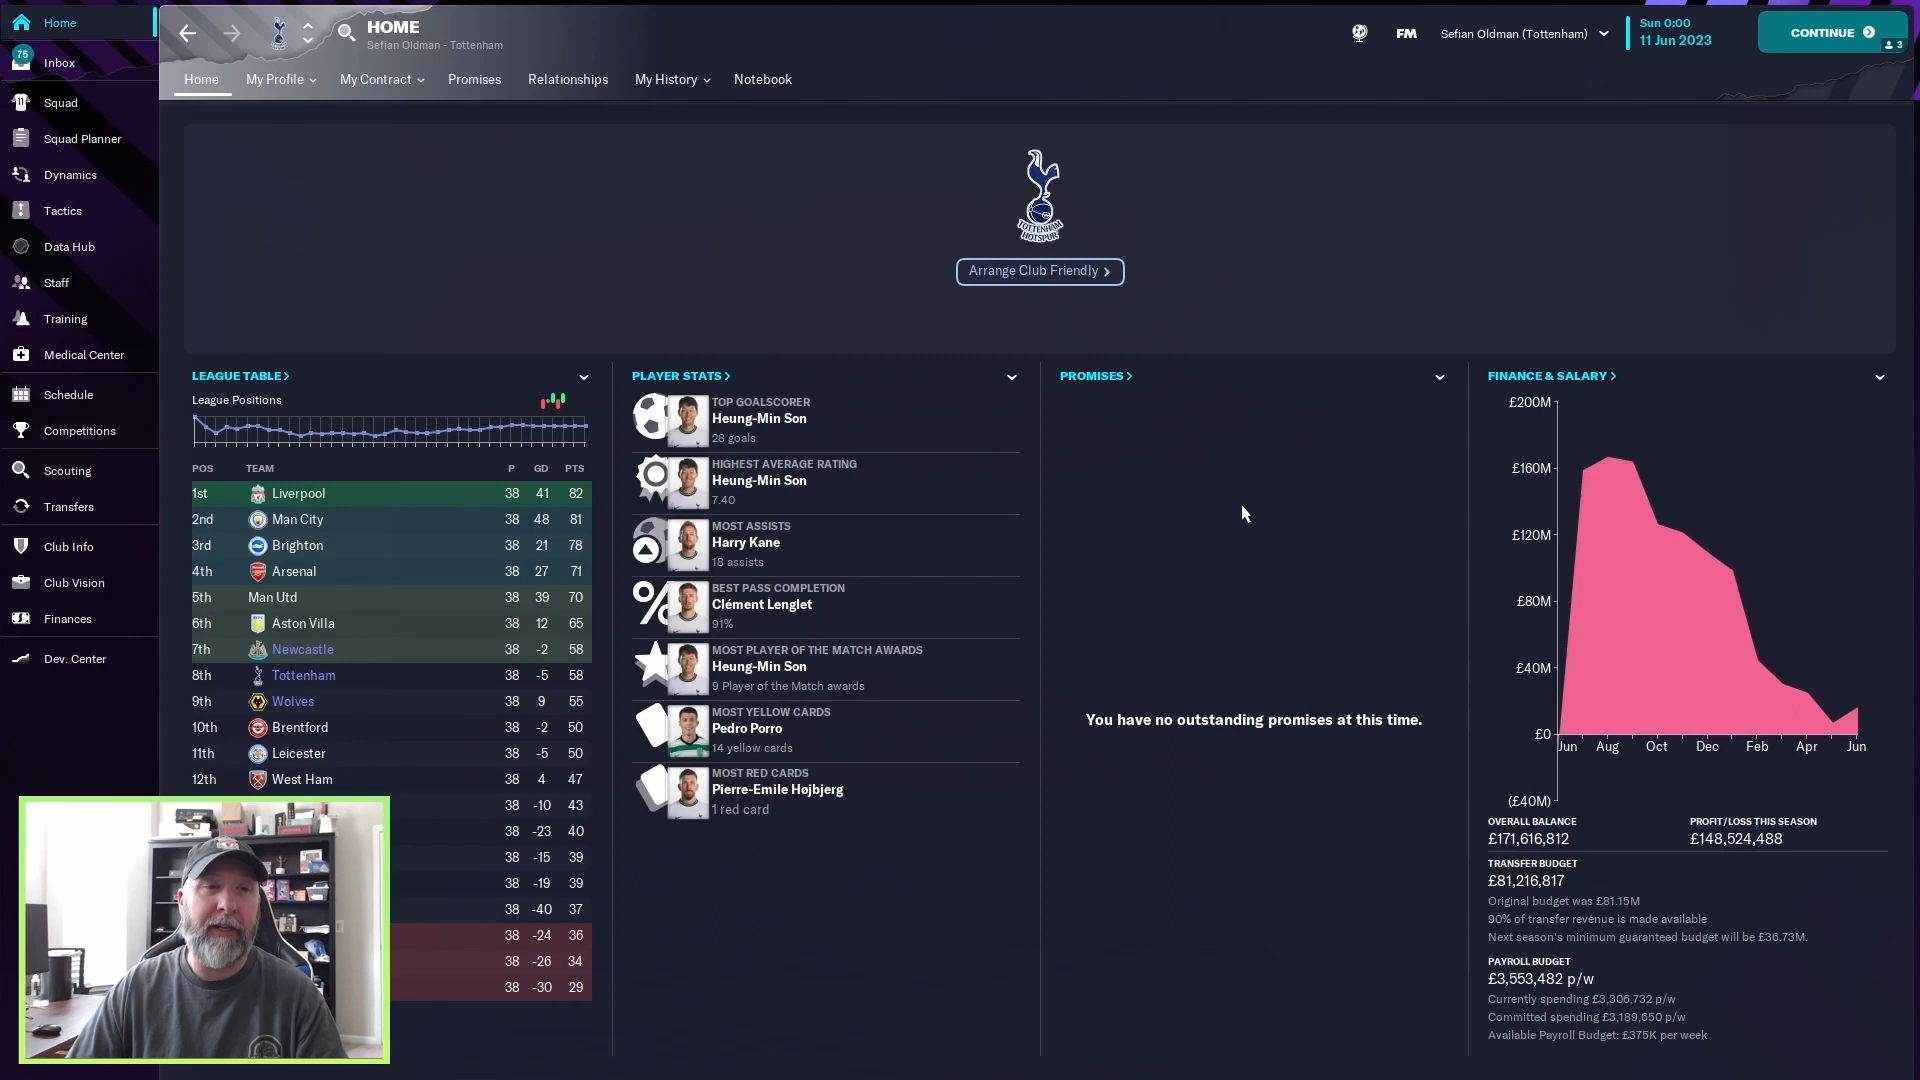 Home
75
Inbox
Squad
Squad Planner
Dynamics
Tactics
Data Hub
Staff
Training
Medical Center
Schedule
Competitions
Scouting
Transfers
Club Info
Club Vision
Finances
Dev. Center
HOME
Sefian Oldman - Tottenham
FM
Sefian Oldman (Tottenham)
Sun 0:00
11 Jun 2023
CONTINUE
3
Home My Profile My Contract Promises Relationships My History Notebook
TOTTENHAM
HOTSPUR
Arrange Club Friendly
LEAGUE TABLE
League Positions
POS TEAM P GD PTS
1st Liverpool 38 41 82
2nd Man City 38 48 81
3rd Brighton 38 21 78
4th Arsenal 38 27 71
5th Man Utd 38 39 70
6th Aston Villa 38 12 65
7th Newcastle 38 -2 58
8th Tottenham 38 -5 58
9th Wolves 38 9 55
10th Brentford 38 -2 50
11th Leicester 38 -5 50
12th West Ham 38 4 47
38 -10 43
38 -23 40
38 -15 39
38 -19 39
38 -40 37
38 -24 36
38 -26 34
38 -30 29
PLAYER STATS
TOP GOALSCORER
Heung-Min Son
28 goals
HIGHEST AVERAGE RATING
Heung-Min Son
7.40
MOST ASSISTS
Harry Kane
18 assists
BEST PASS COMPLETION
Clément Lenglet
91%
MOST PLAYER OF THE MATCH AWARDS
Heung-Min Son
9 Player of the Match awards
MOST YELLOW CARDS
Pedro Porro
14 yellow cards
MOST RED CARDS
Pierre-Emile Højbjerg
1 red card
PROMISES
You have no outstanding promises at this time.
FINANCE & SALARY
£200M
£160M
£120M
£80M
£40M
£0
Jun Aug Oct Dec Feb Apr Jun
(£40M)
OVERALL BALANCE
£171,616,812
PROFIT/LOSS THIS SEASON
£148,524,488
TRANSFER BUDGET
£81,216,817
Original budget was £81.15M
90% of transfer revenue is made available
Next season's minimum guaranteed budget will be £36.73M.
PAYROLL BUDGET
£3,553,482 p/w
Currently spending £3,306,732 p/w
Committed spending £3,189,650 p/w
Available Payroll Budget: £375K per week